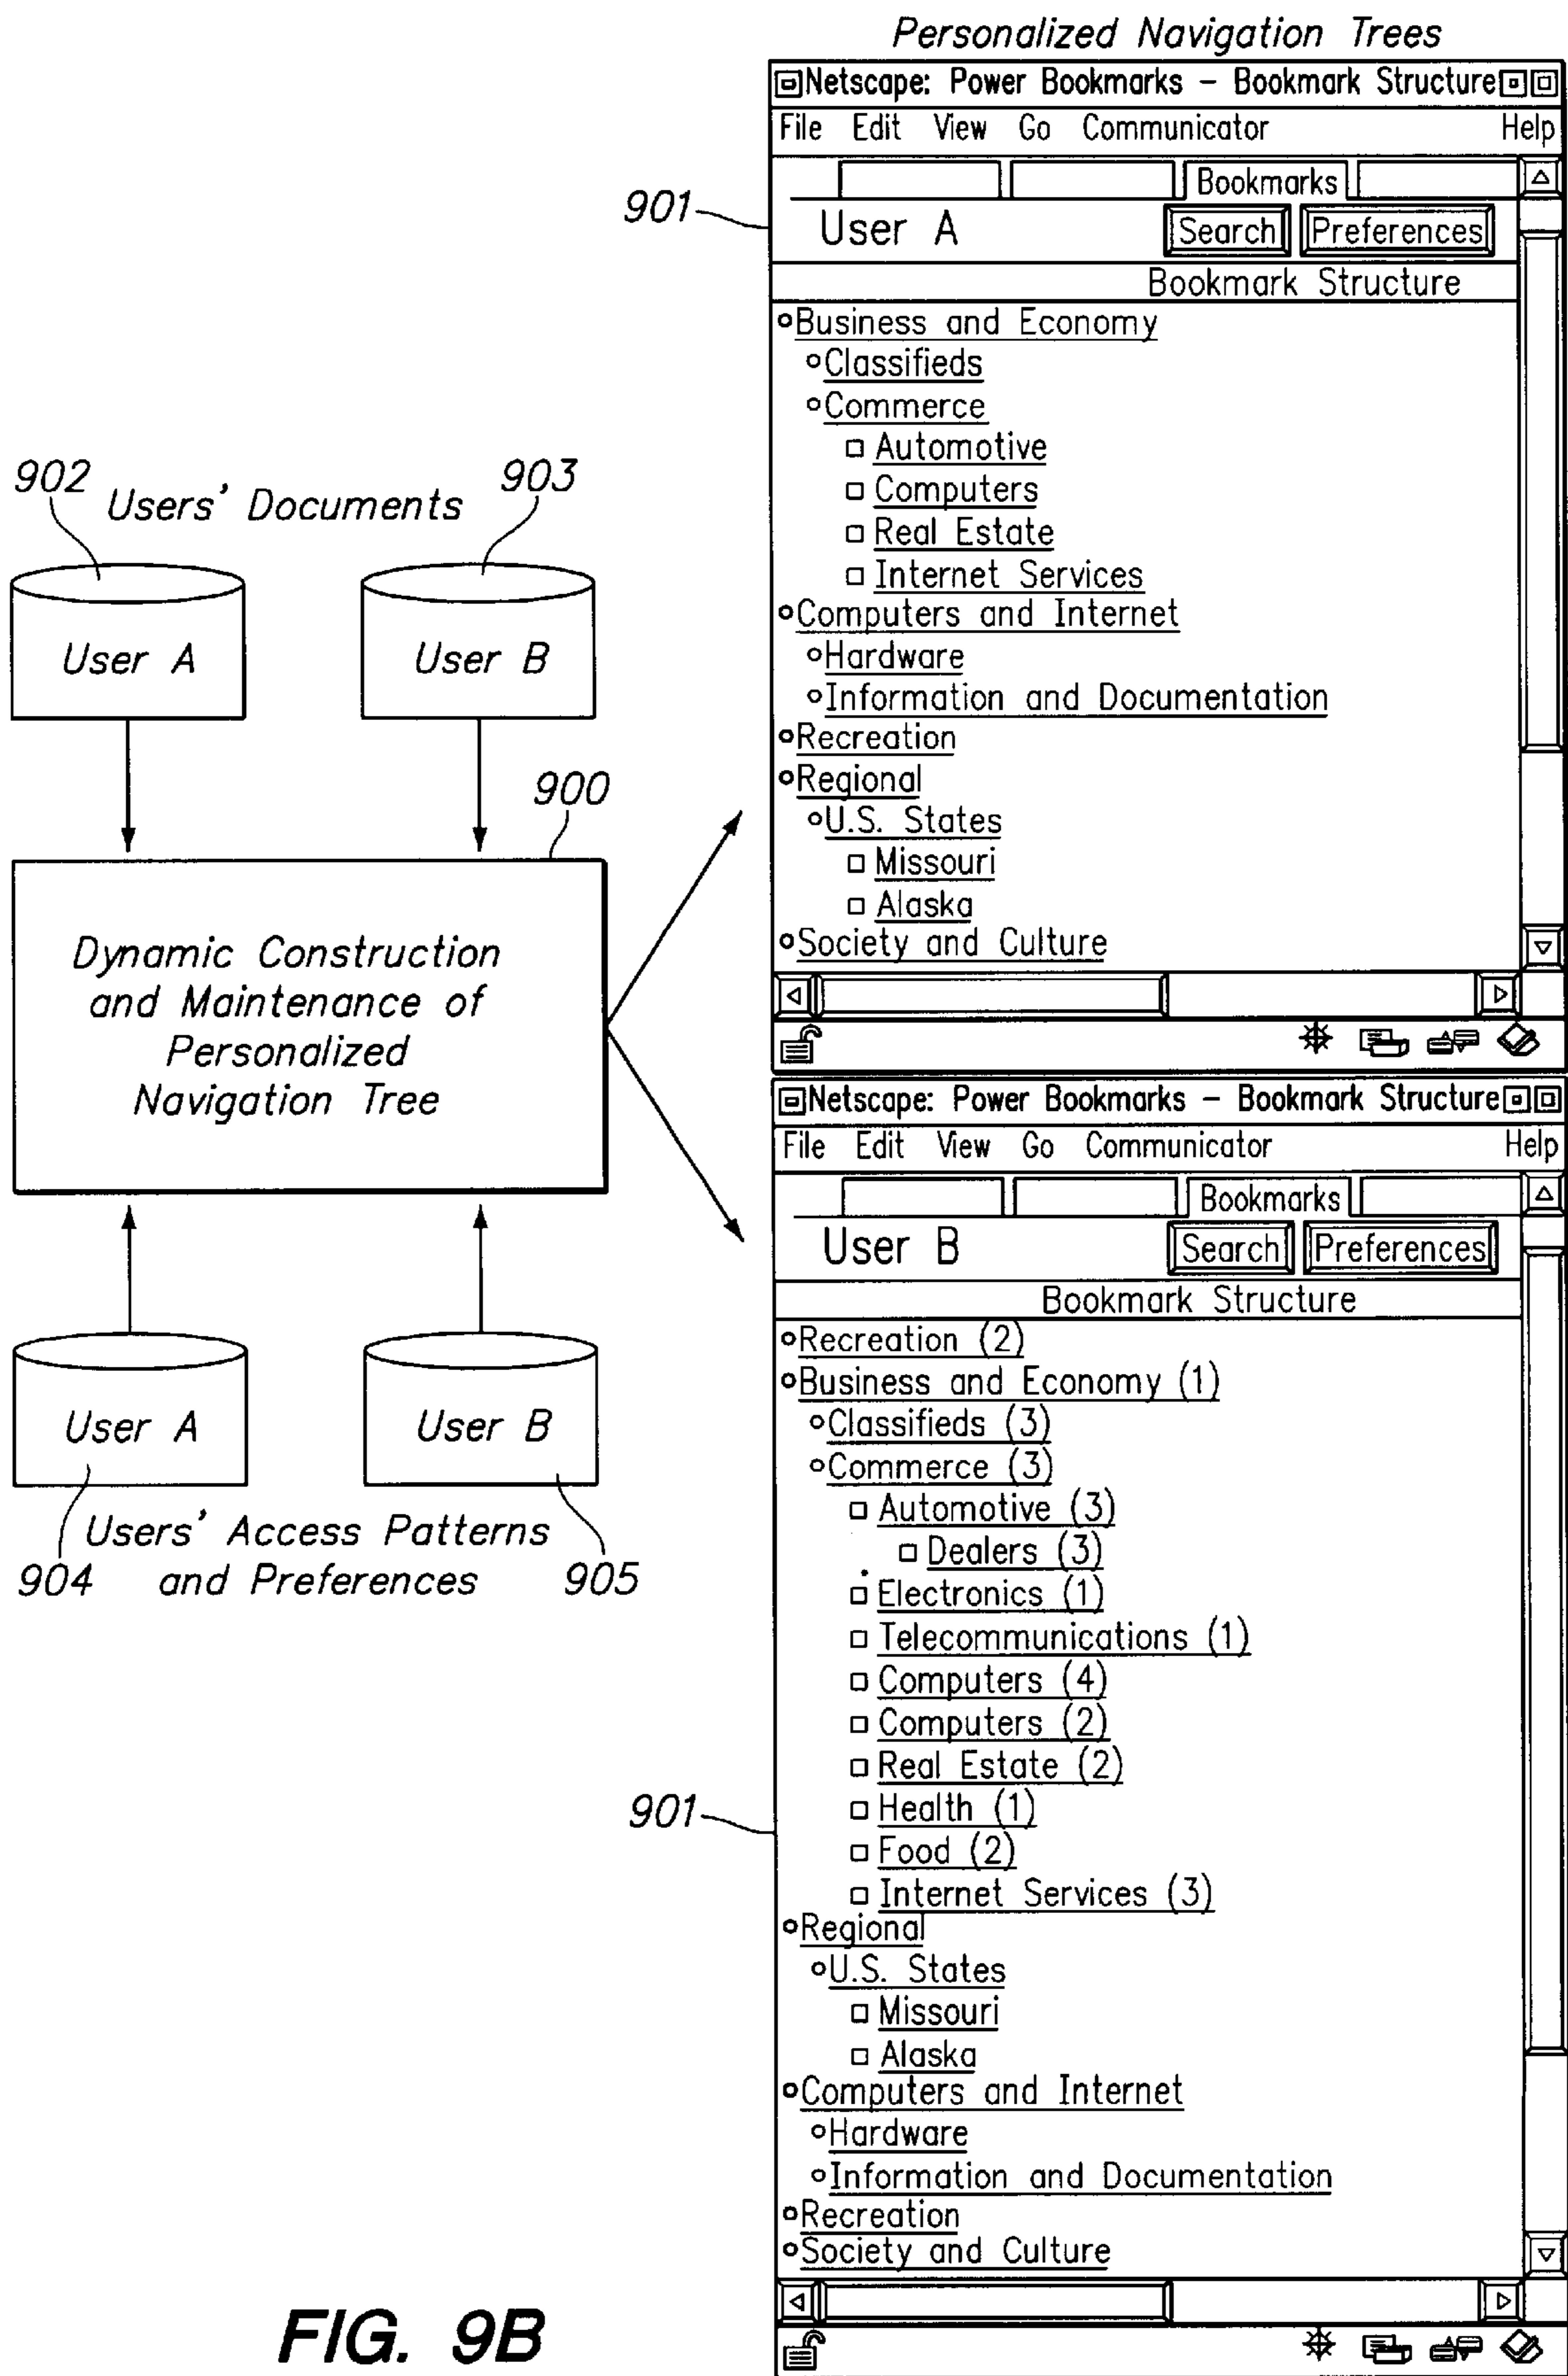 Personalized Navigation Trees
Netscape: Power Bookmarks – Bookmark Structure
File Edit View Go Communicator Help
Bookmarks
901
User A Search Preferences
Bookmark Structure
Business and Economy
Classifieds
Commerce
Automotive
Computers
Real Estate
Internet Services
Computers and Internet
Hardware
Information and Documentation
Recreation
Regional
U.S. States
Missouri
Alaska
Society and Culture
902 903
Users' Documents
User A User B
900
Dynamic Construction
and Maintenance of
Personalized
Navigation Tree
User A User B
Users' Access Patterns
904 and Preferences 905
Netscape: Power Bookmarks – Bookmark Structure
File Edit View Go Communicator Help
Bookmarks
User B Search Preferences
Bookmark Structure
Recreation (2)
Business and Economy (1)
Classifieds (3)
Commerce (3)
Automotive (3)
Dealers (3)
Electronics (1)
Telecommunications (1)
Computers (4)
Computers (2)
Real Estate (2)
Health (1)
901
Food (2)
Internet Services (3)
Regional
U.S. States
Missouri
Alaska
Computers and Internet
Hardware
Information and Documentation
Recreation
Society and Culture
FIG. 9B